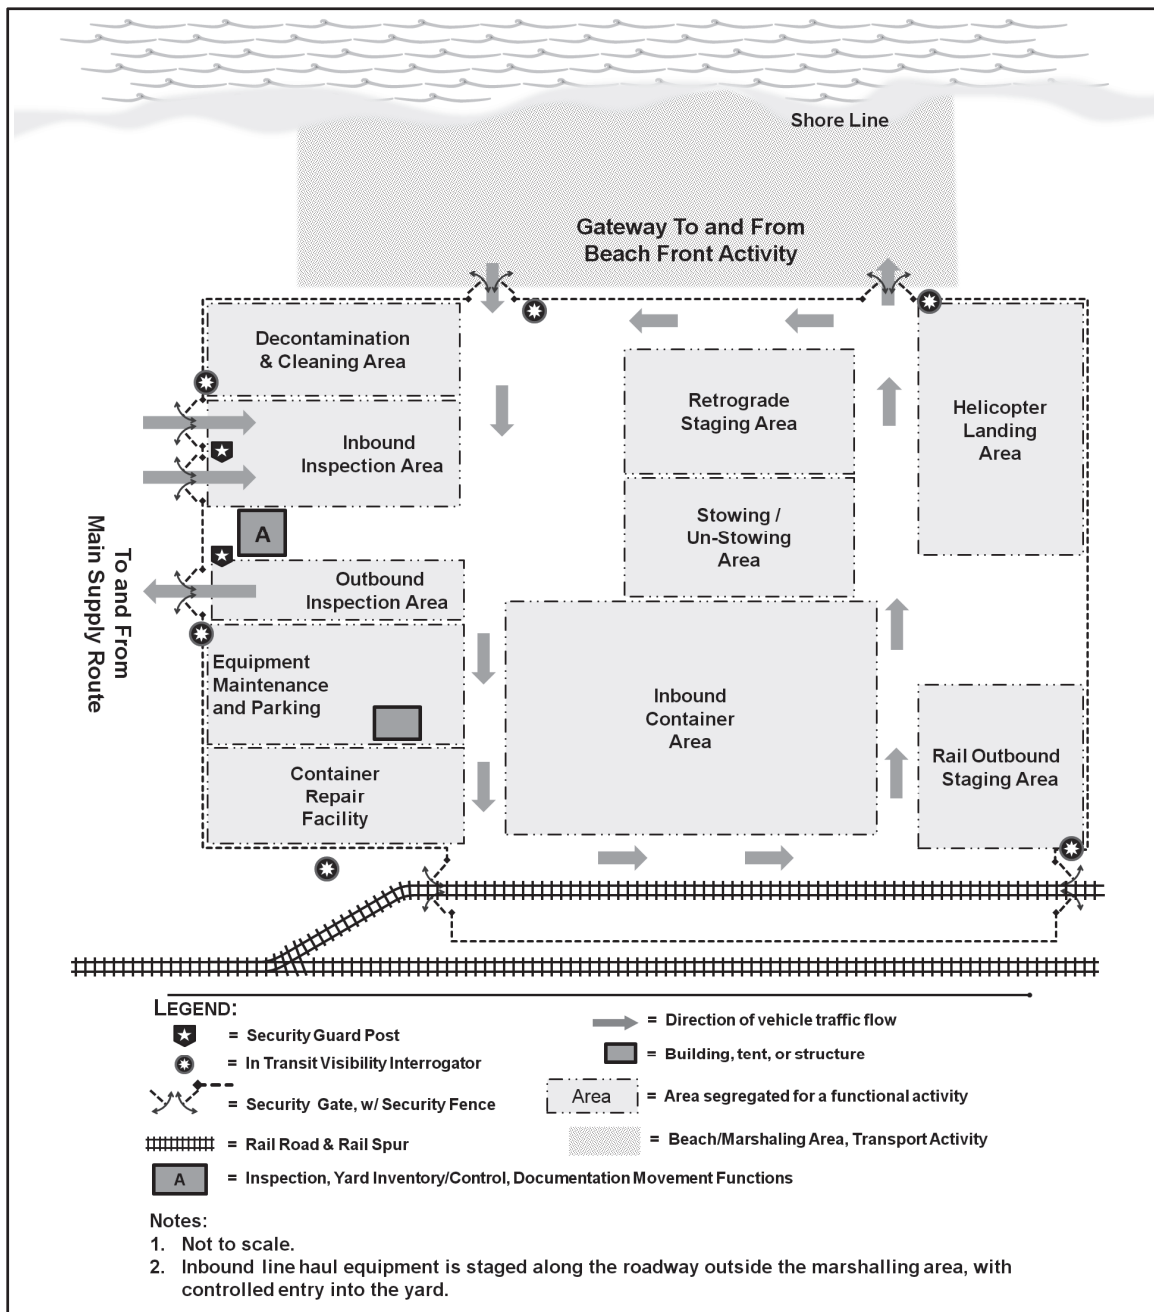 Shore Line
Gateway To and From
Beach Front Activity
Decontamination
& Cleaning Area
Inbound
Inspection Area
A
Outbound
Inspection Area
Equipment
Maintenance
and Parking
Container
Repair
Facility
To and From
Main Supply Route
Retrograde
Staging Area
Stowing /
Un-Stowing
Area
Inbound
Container
Area
Helicopter
Landing
Area
Rail Outbound
Staging Area
LEGEND:
= Security Guard Post
= In Transit Visibility Interrogator
= Security Gate, w/ Security Fence
= Rail Road & Rail Spur
A = Inspection, Yard Inventory/Control, Documentation Movement Functions
= Direction of vehicle traffic flow
= Building, tent, or structure
Area = Area segregated for a functional activity
= Beach/Marshaling Area, Transport Activity
Notes:
1. Not to scale.
2. Inbound line haul equipment is staged along the roadway outside the marshalling area, with
controlled entry into the yard.